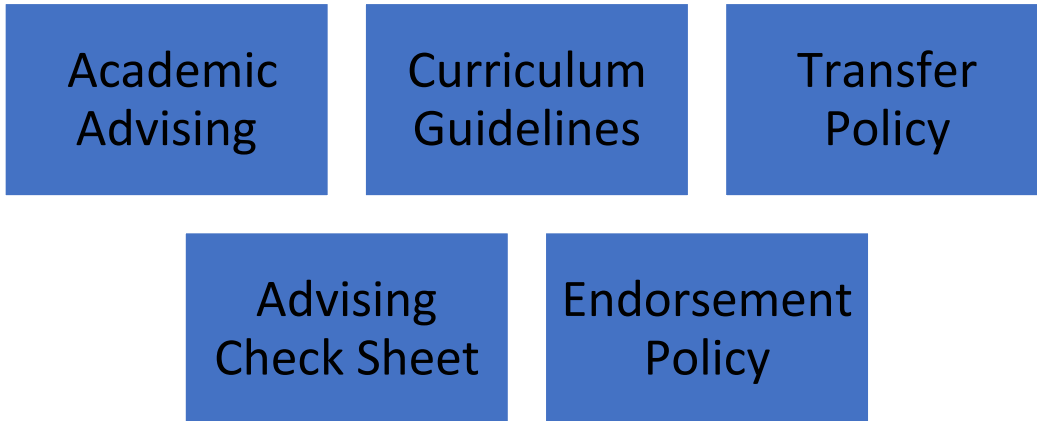 Academic
Advising
Curriculum
Guidelines
Transfer
Policy
Advising
Check Sheet
Endorsement
Policy